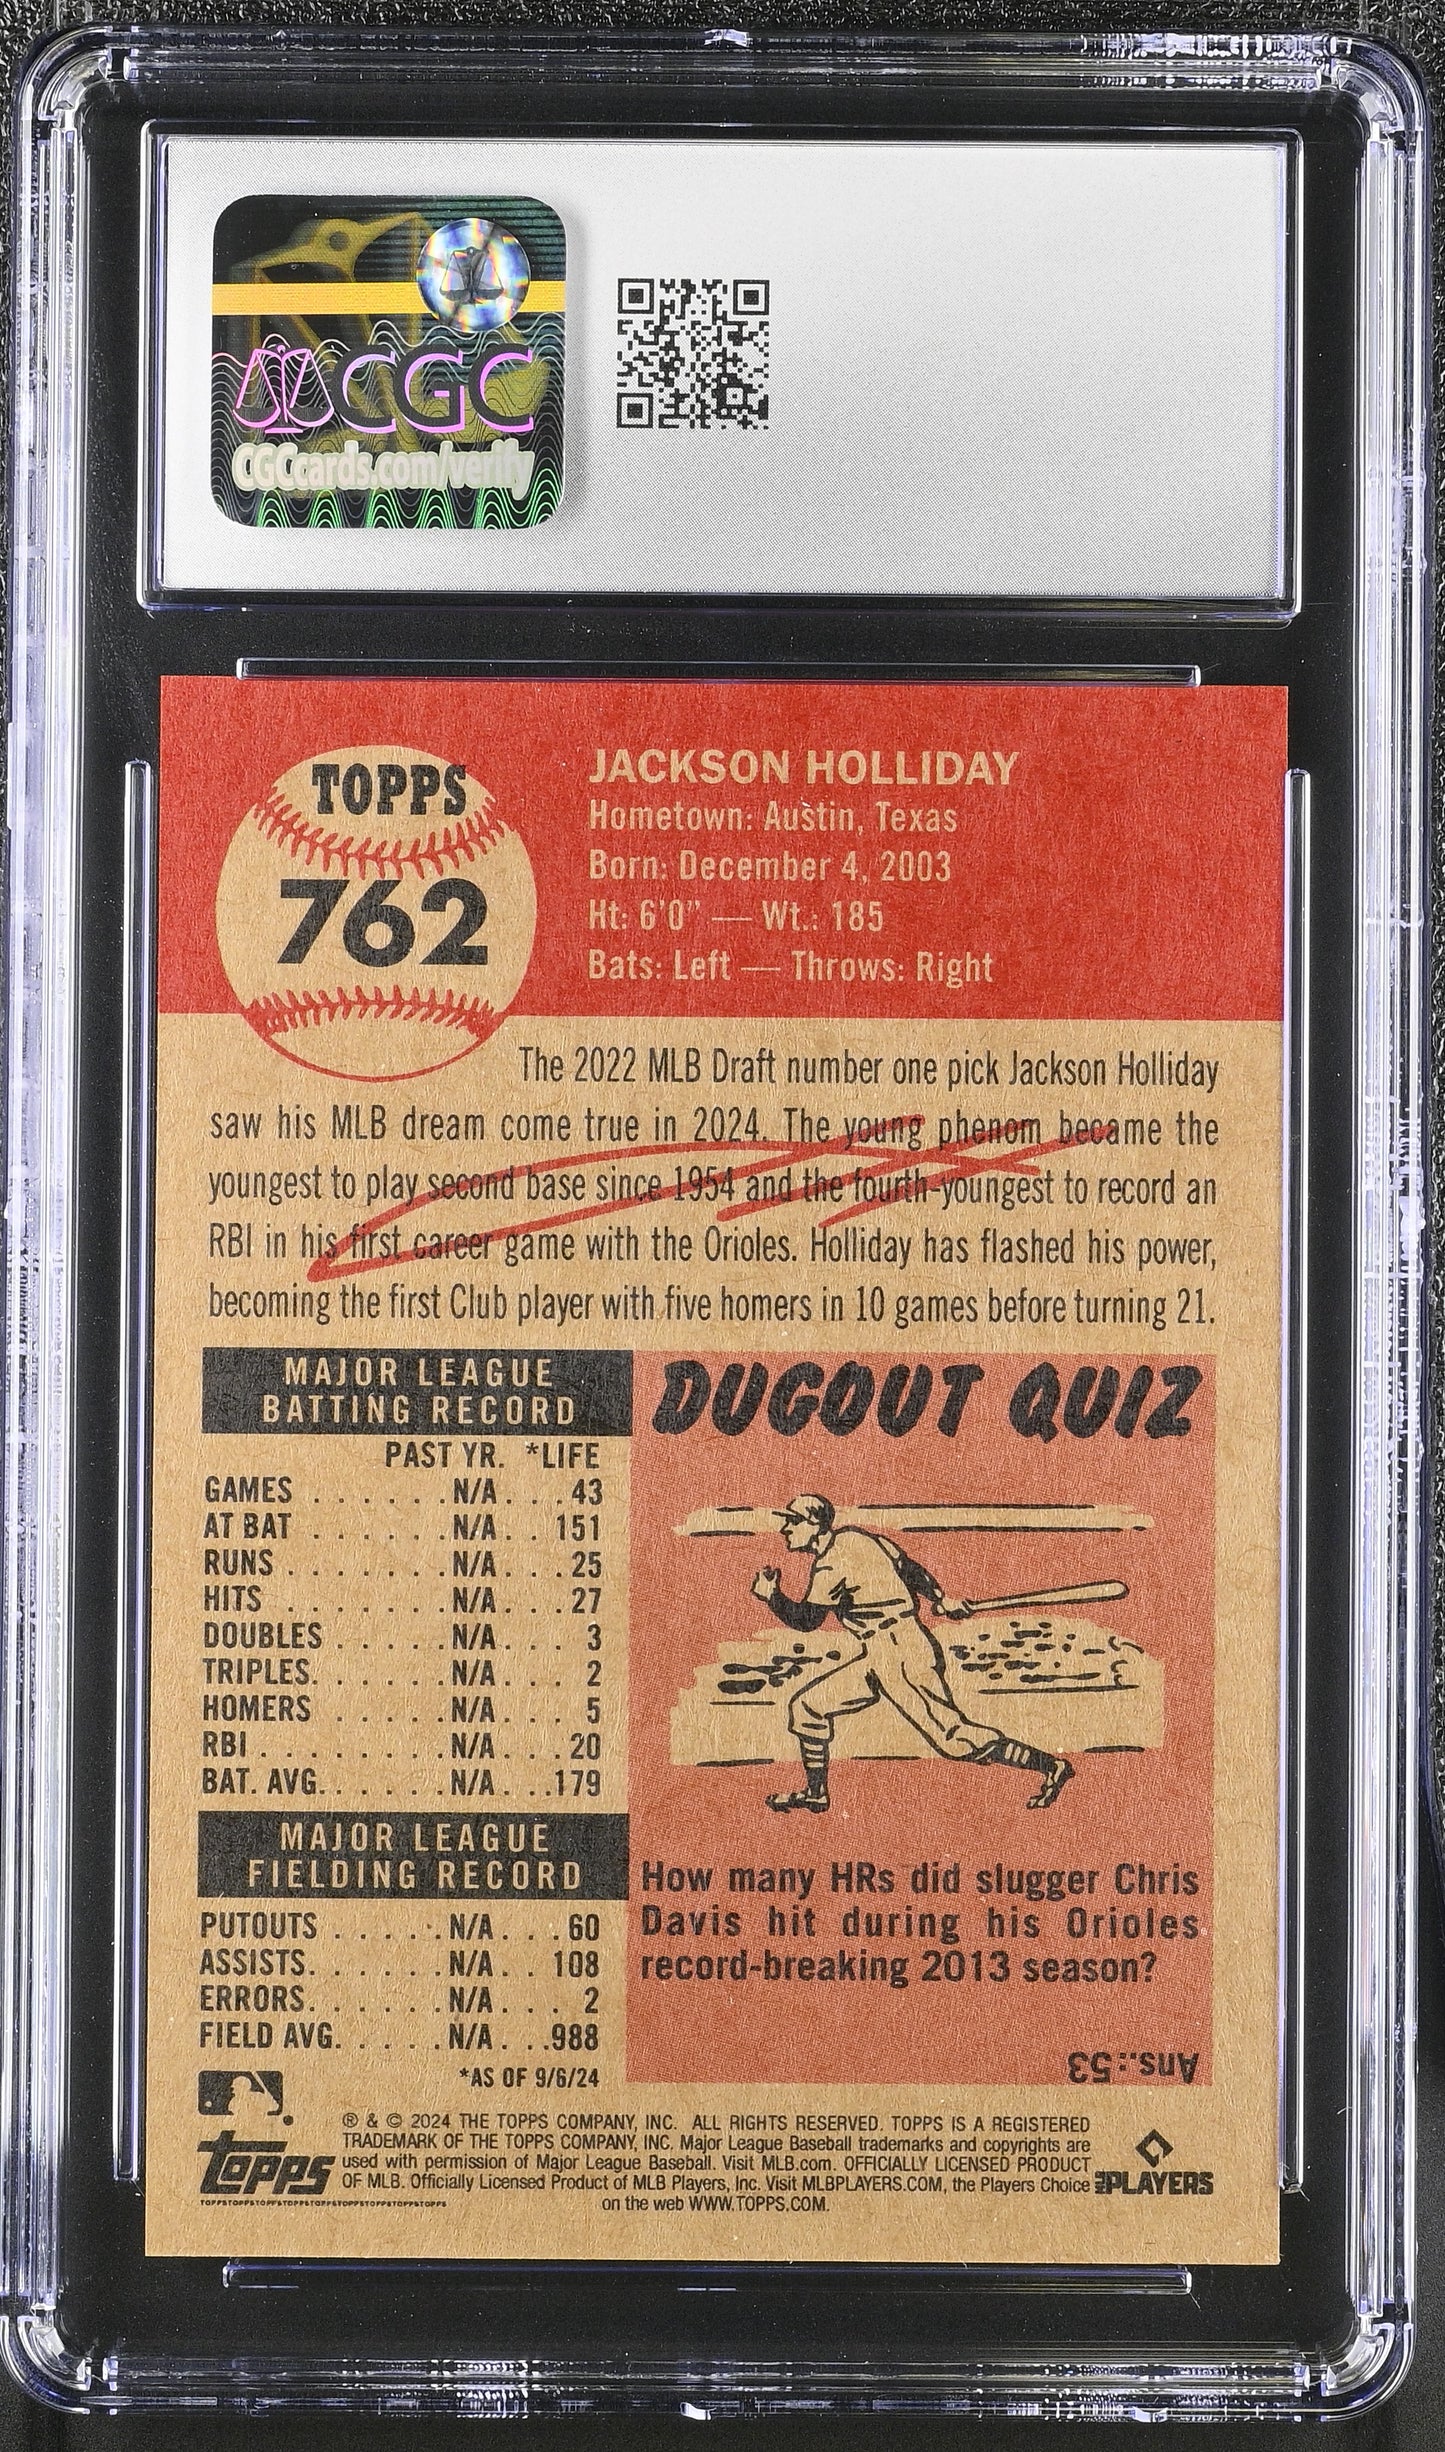 CGC
CGCcards.com/verify
TOPPS
762
JACKSON HOLLIDAY
Hometown: Austin, Texas
Born: December 4, 2003
Ht: 6'0" — Wt.: 185
Bats: Left — Throws: Right
The 2022 MLB Draft number one pick Jackson Holliday
saw his MLB dream come true in 2024. The young phenom became the
youngest to play second base since 1954 and the fourth-youngest to record an
RBI in his first career game with the Orioles. Holliday has flashed his power,
becoming the first Club player with five homers in 10 games before turning 21.
MAJOR LEAGUE
BATTING RECORD
PAST YR. *LIFE
GAMES . . . . . . . N/A . . . 43
AT BAT . . . . . . . N/A . . 151
RUNS . . . . . . . . N/A . . . 25
HITS . . . . . . . . N/A . . . 27
DOUBLES . . . . . N/A . . . 3
TRIPLES. . . . . . . N/A . . . 2
HOMERS . . . . . N/A . . . 5
RBI . . . . . . . . . N/A . . . 20
BAT. AVG. . . . . . N/A . . .179
MAJOR LEAGUE
FIELDING RECORD
PUTOUTS . . . . . N/A . . . 60
ASSISTS. . . . . . N/A . . 108
ERRORS. . . . . . N/A . . . 2
FIELD AVG. . . . . N/A . . .988
*AS OF 9/6/24
DUGOUT QUIZ
How many HRs did slugger Chris
Davis hit during his Orioles
record-breaking 2013 season?
Ans.: 53
® & © 2024 THE TOPPS COMPANY, INC. ALL RIGHTS RESERVED. TOPPS IS A REGISTERED
TRADEMARK OF THE TOPPS COMPANY, INC. Major League Baseball trademarks and copyrights are
used with permission of Major League Baseball. Visit MLB.com. OFFICIALLY LICENSED PRODUCT
OF MLB. Officially Licensed Product of MLB Players, Inc. Visit MLBPLAYERS.COM, the Players Choice
on the web WWW.TOPPS.COM.
topps
TOPPSTOPPSTOPPSTOPPSTOPPSTOPPSTOPPSTOPPS
MLB PLAYERS